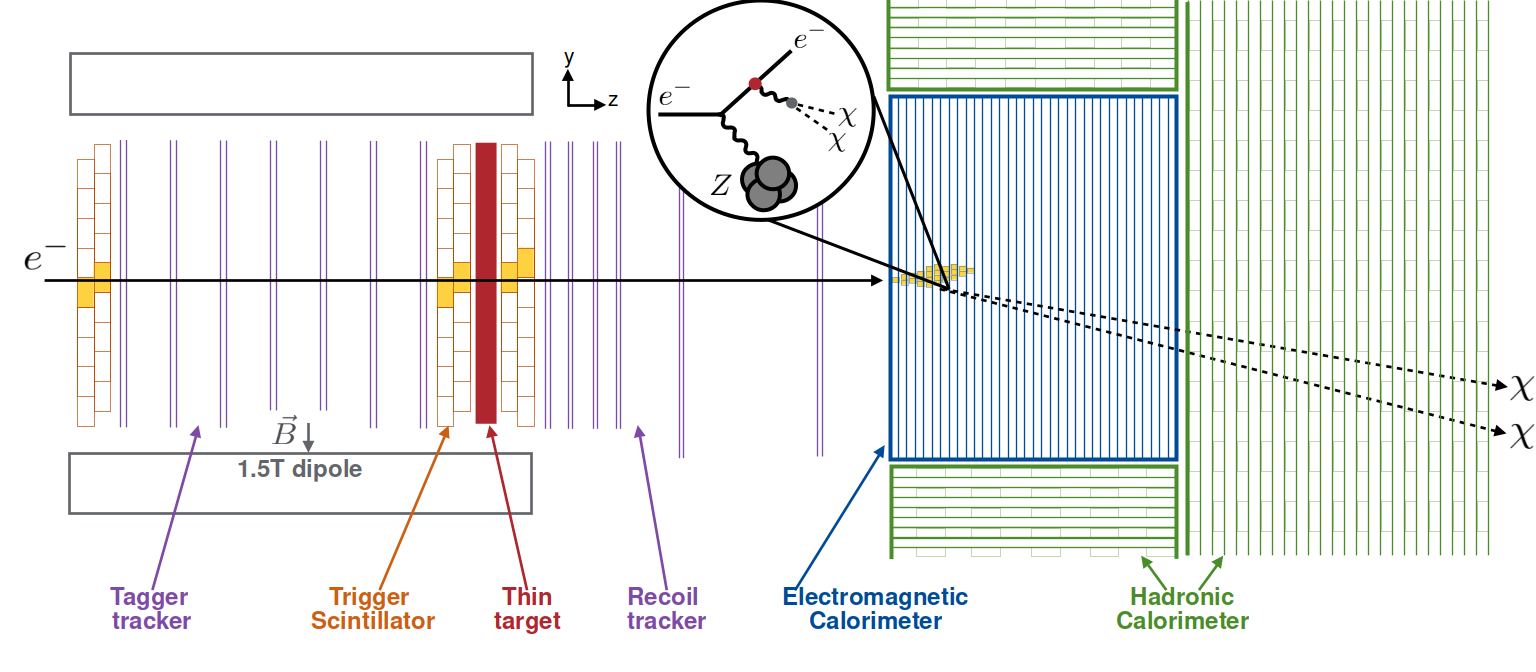 e⁻
e⁻
y
z
χ
χ
Z
e⁻
B⃗
1.5T dipole
χ
χ
Tagger
tracker
Trigger
Scintillator
Thin
target
Recoil
tracker
Electromagnetic
Calorimeter
Hadronic
Calorimeter